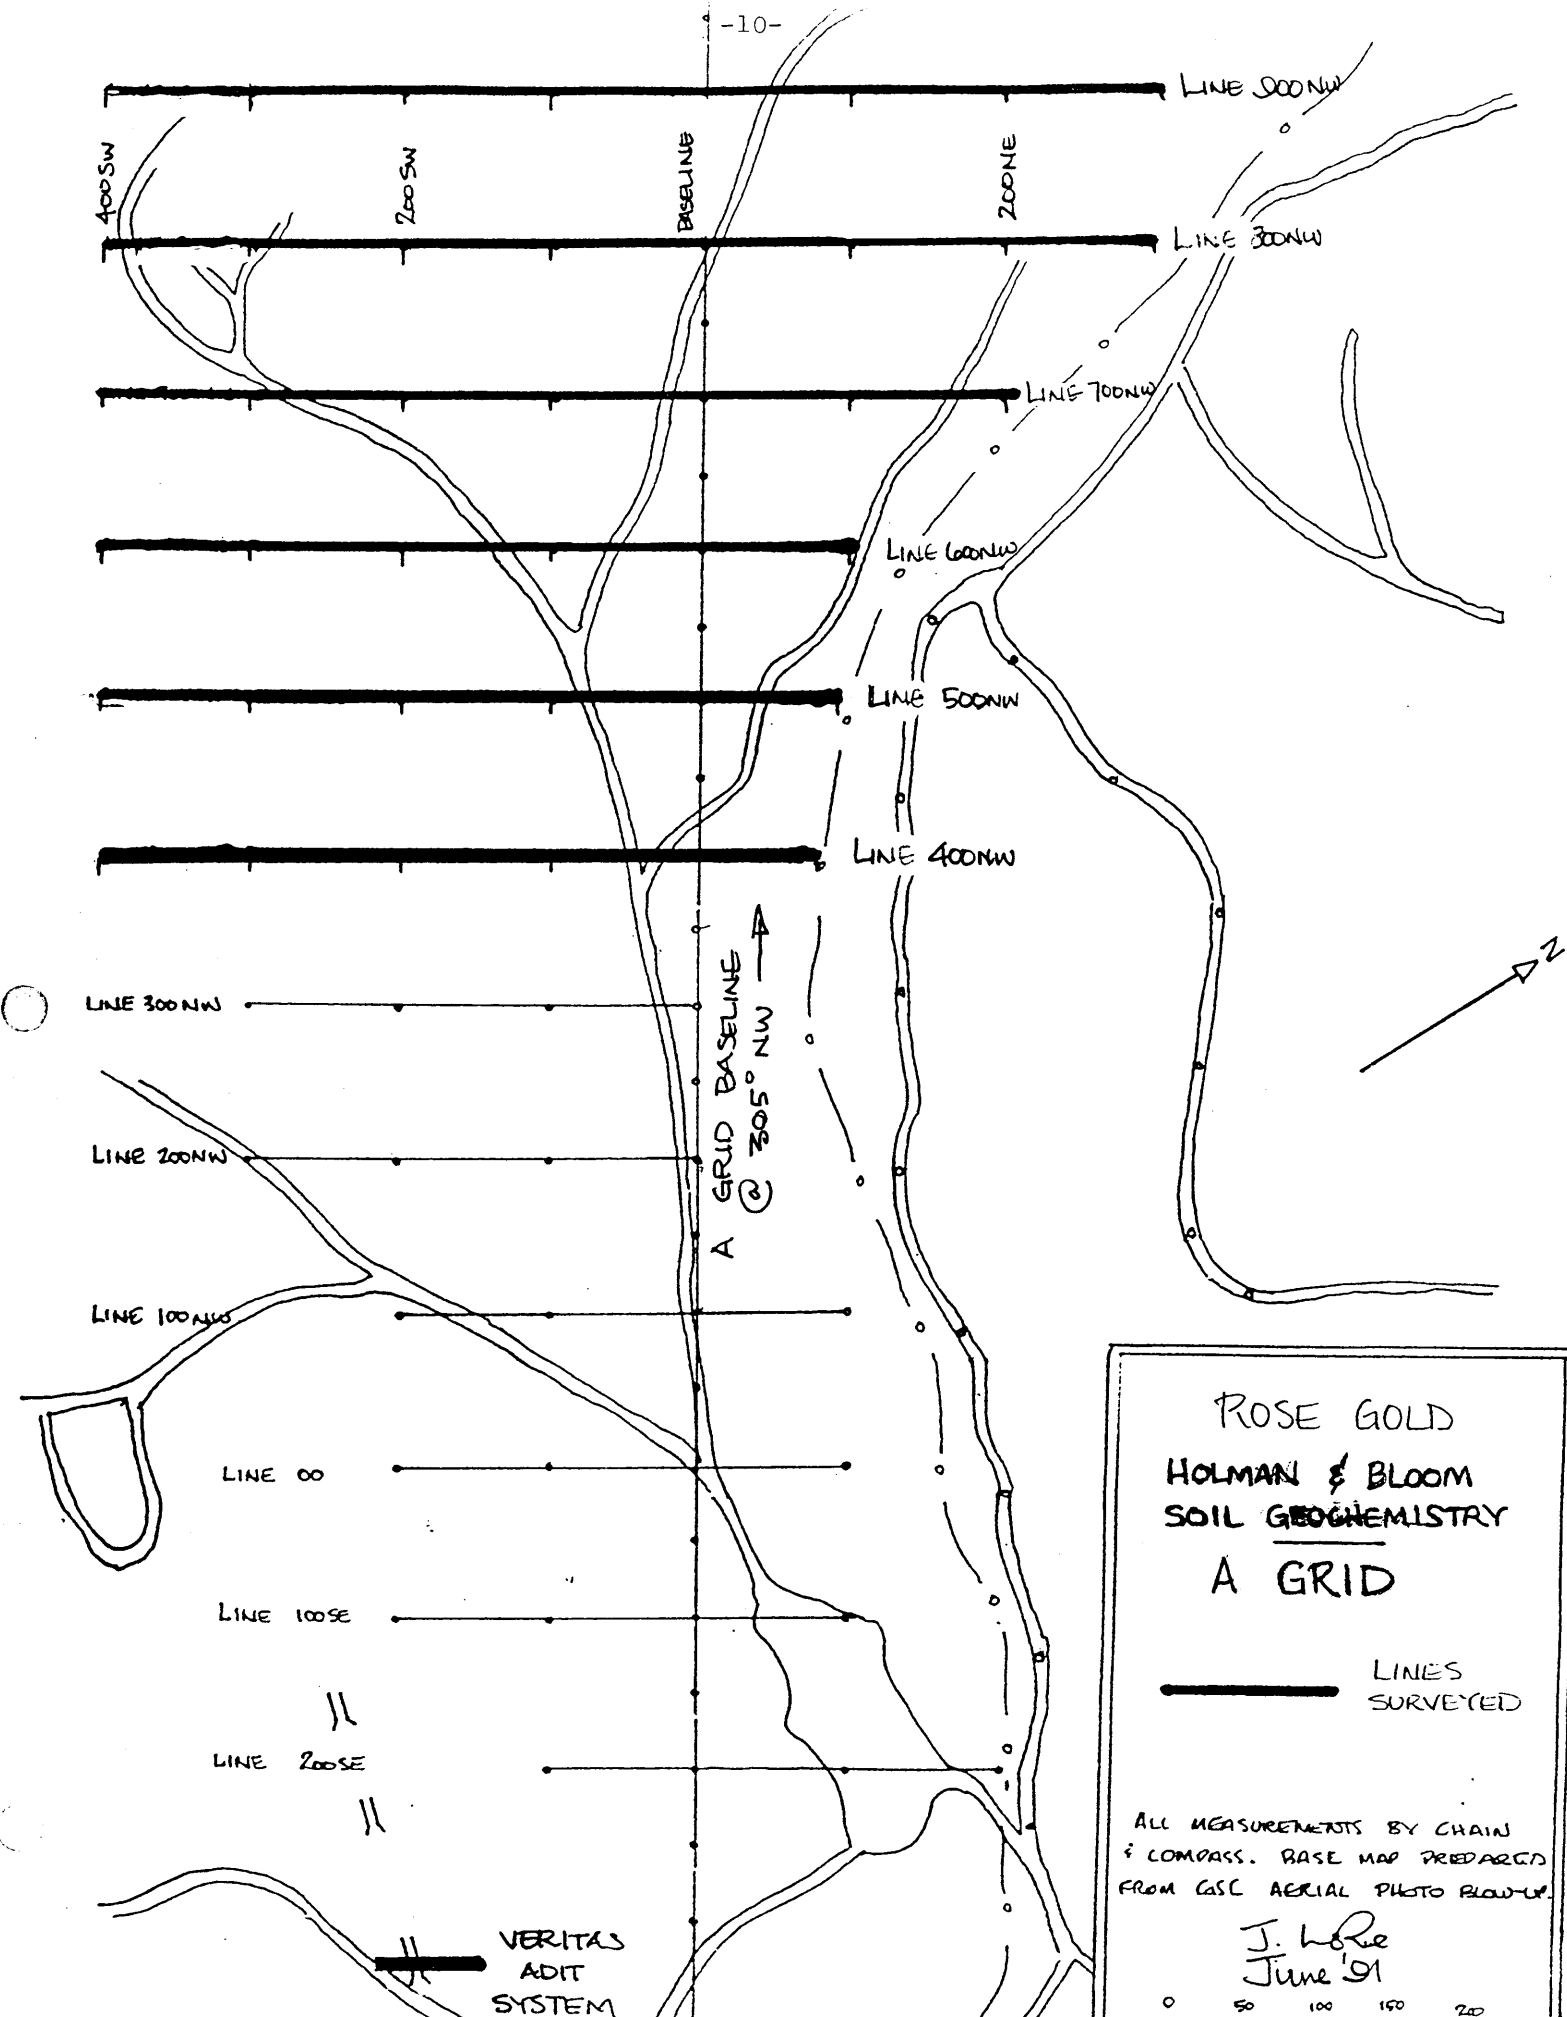 -10-
LINE 900NW
400SW
200SW
BASELINE
200NE
LINE 800NW
LINE 700NW
LINE 600NW
LINE 500NW
LINE 400NW
LINE 300NW
N
A GRID BASELINE
@ 305° NW
LINE 200NW
LINE 100NW
LINE 00
LINE 100SE
LINE 200SE
VERITAS
ADIT
SYSTEM
ROSE GOLD
HOLMAN & BLOOM
SOIL GEOCHEMISTRY
A GRID
LINES
SURVEYED
ALL MEASUREMENTS BY CHAIN
& COMPASS. BASE MAP PREPARED
FROM GSC AERIAL PHOTO BLOW-UP.
J.
June '91
0 50 100 150 200